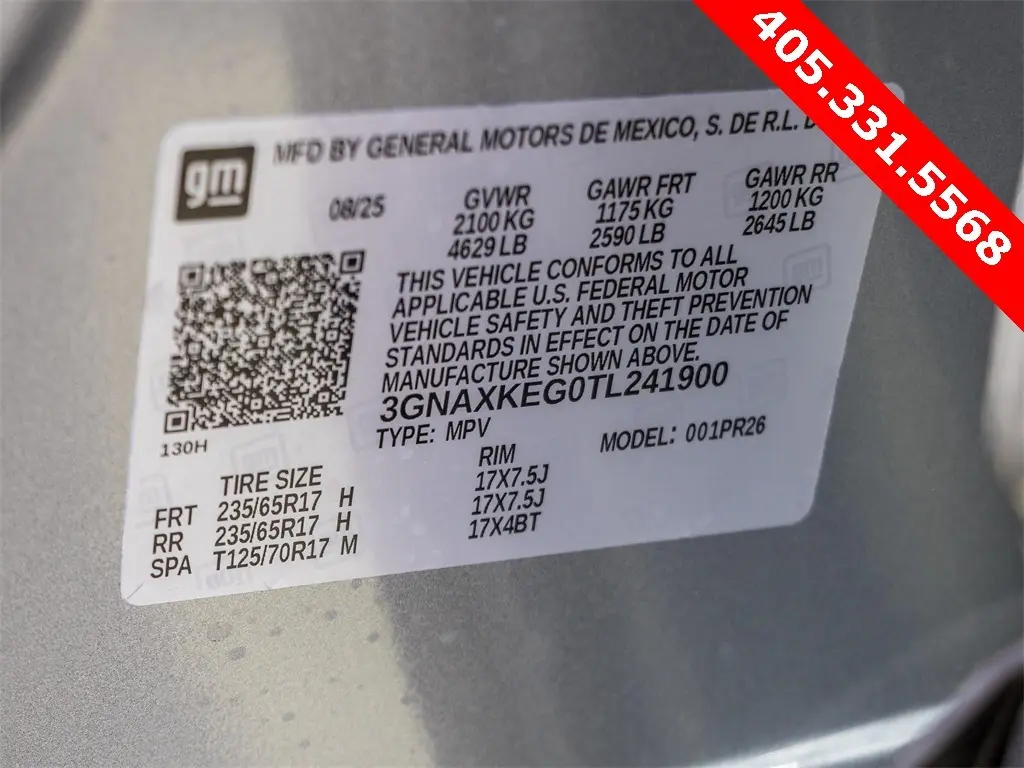 405.331.5568
gm
MFD BY GENERAL MOTORS DE MEXICO, S. DE R.L.
08/25
GVWR GAWR FRT GAWR RR
2100 KG 1175 KG 1200 KG
4629 LB 2590 LB 2645 LB
THIS VEHICLE CONFORMS TO ALL
APPLICABLE U.S. FEDERAL MOTOR
VEHICLE SAFETY AND THEFT PREVENTION
STANDARDS IN EFFECT ON THE DATE OF
MANUFACTURE SHOWN ABOVE.
3GNAXKEG0TL241900
130H
TYPE: MPV MODEL: 001PR26
TIRE SIZE RIM
FRT 235/65R17 H 17X7.5J
RR 235/65R17 H 17X7.5J
SPA T125/70R17 M 17X4BT